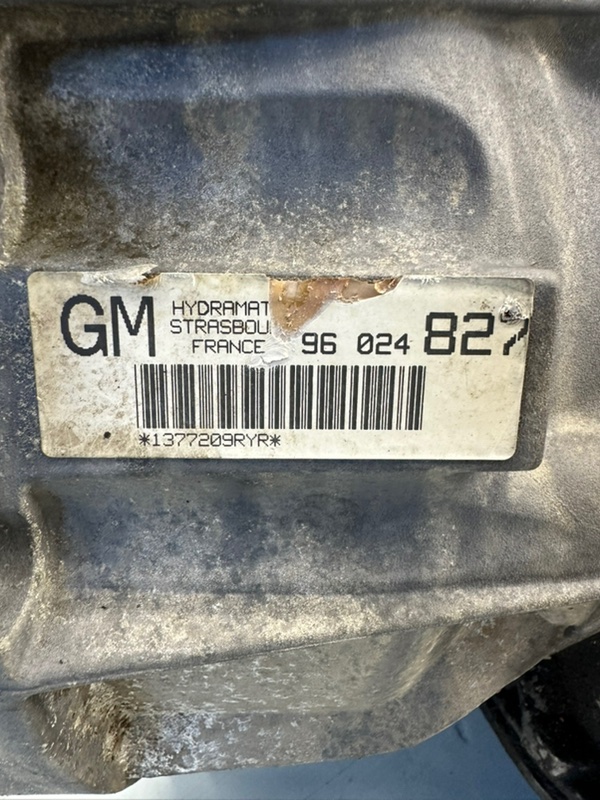 GM
HYDRAMAT
STRASBOU
FRANCE
96 024 827
*1377209RYR*